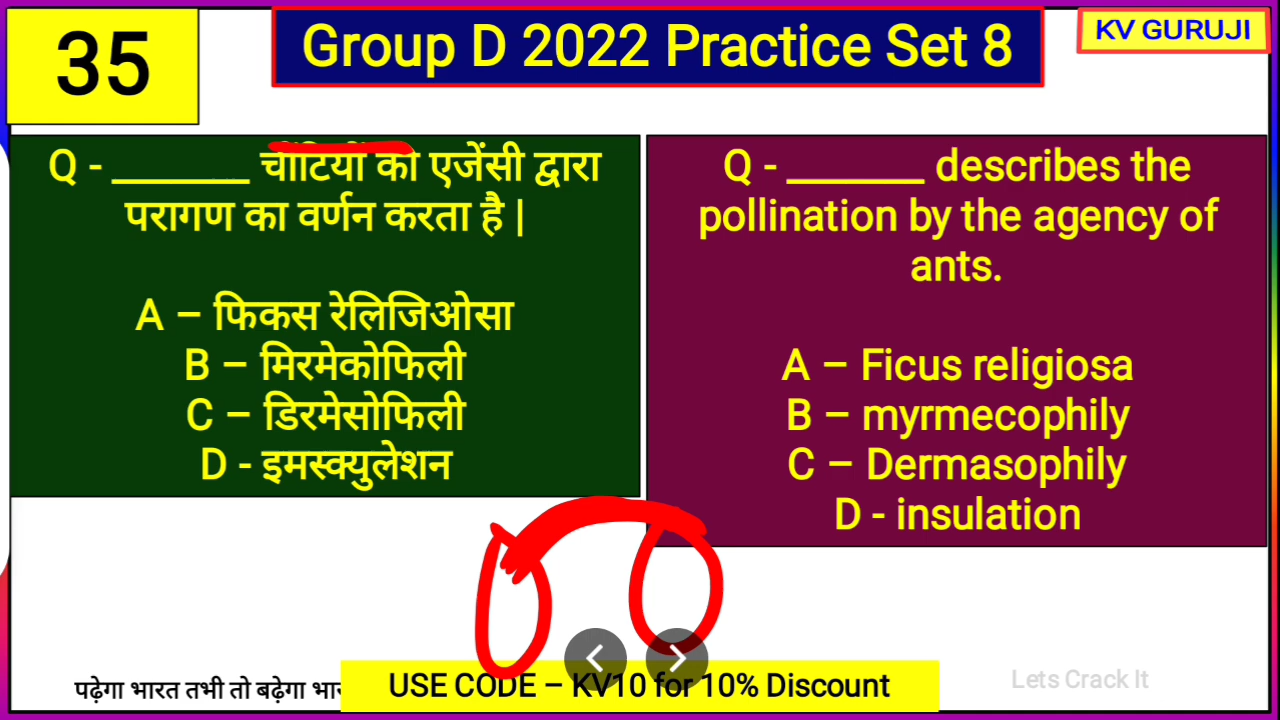 35
Group D 2022 Practice Set 8
KV GURUJI
Q - _______ चींटियों की एजेंसी द्वारा
परागण का वर्णन करता है |
A – फिकस रेलिजिओसा
B – मिरमेकोफिली
C – डिरमेसोफिली
D - इमस्क्युलेशन
Q - _______ describes the
pollination by the agency of
ants.
A – Ficus religiosa
B – myrmecophily
C – Dermasophily
D - insulation
पढ़ेगा भारत तभी तो बढ़ेगा
USE CODE – KV10 for 10% Discount
Lets Crack It